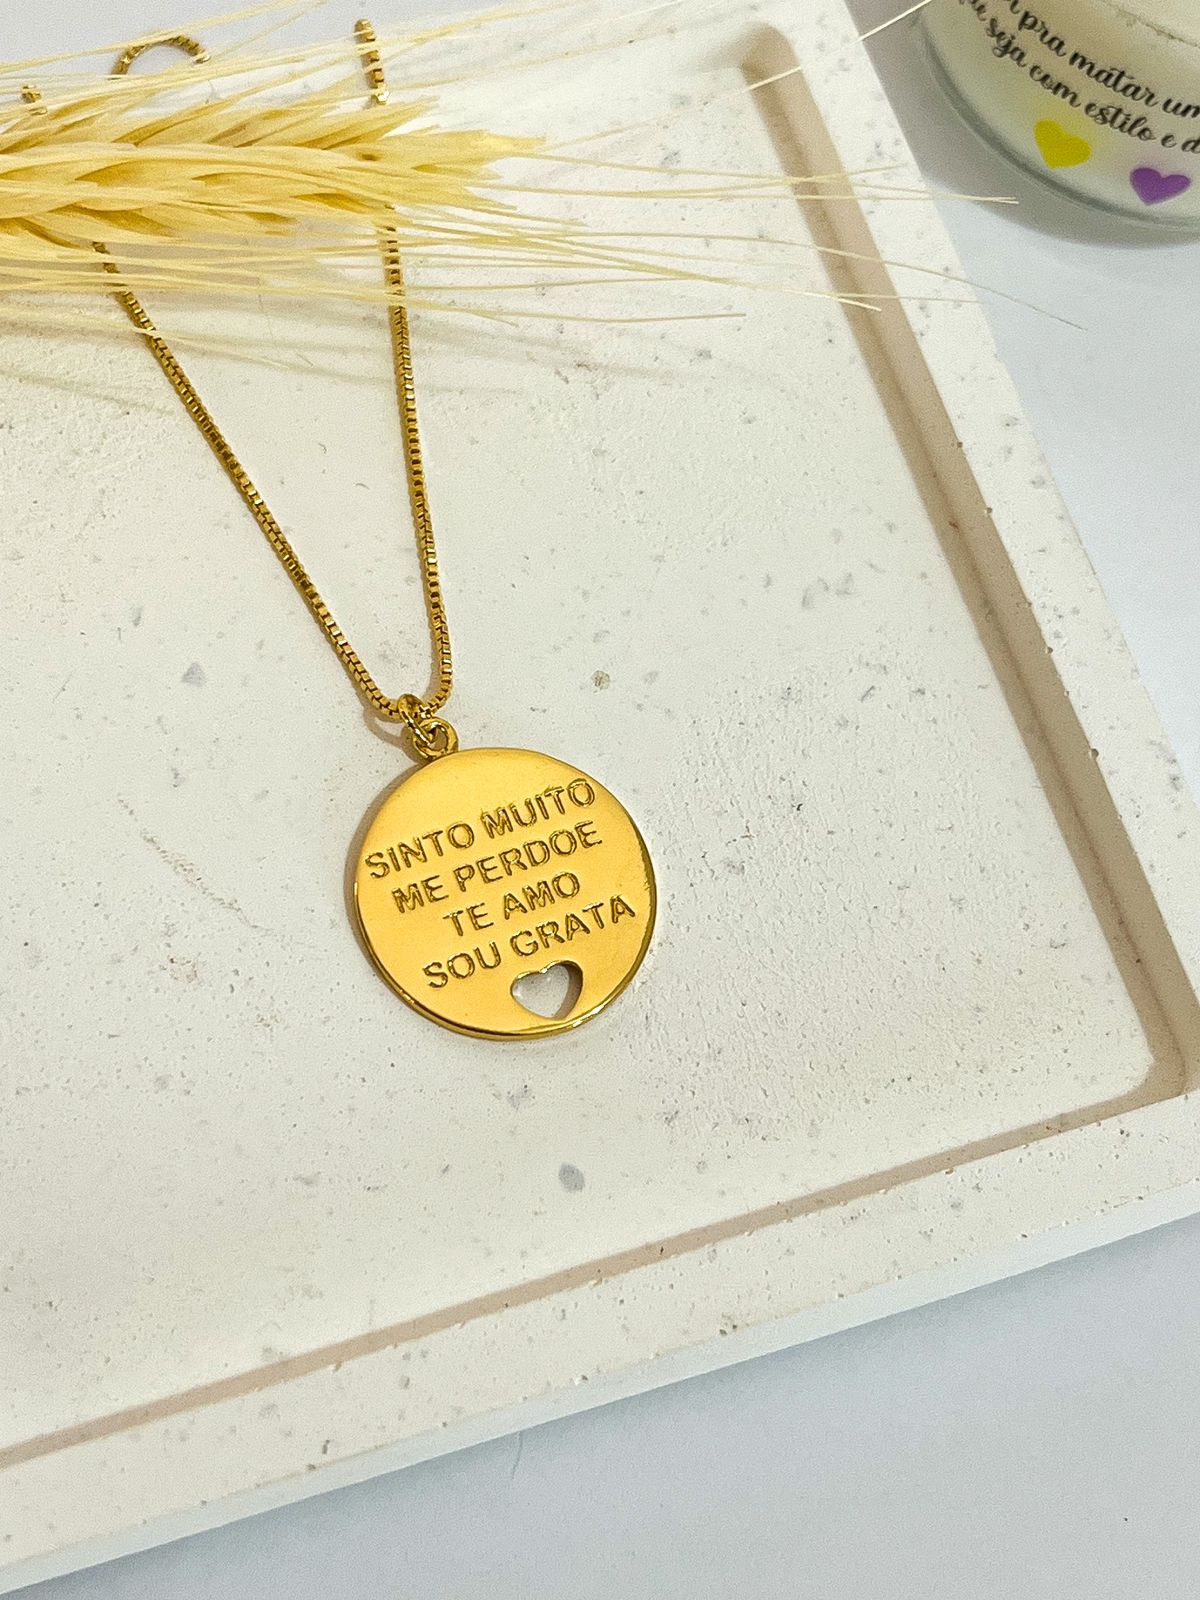 pra matar um
seja com estilo e d
SINTO MUITO
ME PERDOE
TE AMO
SOU GRATA